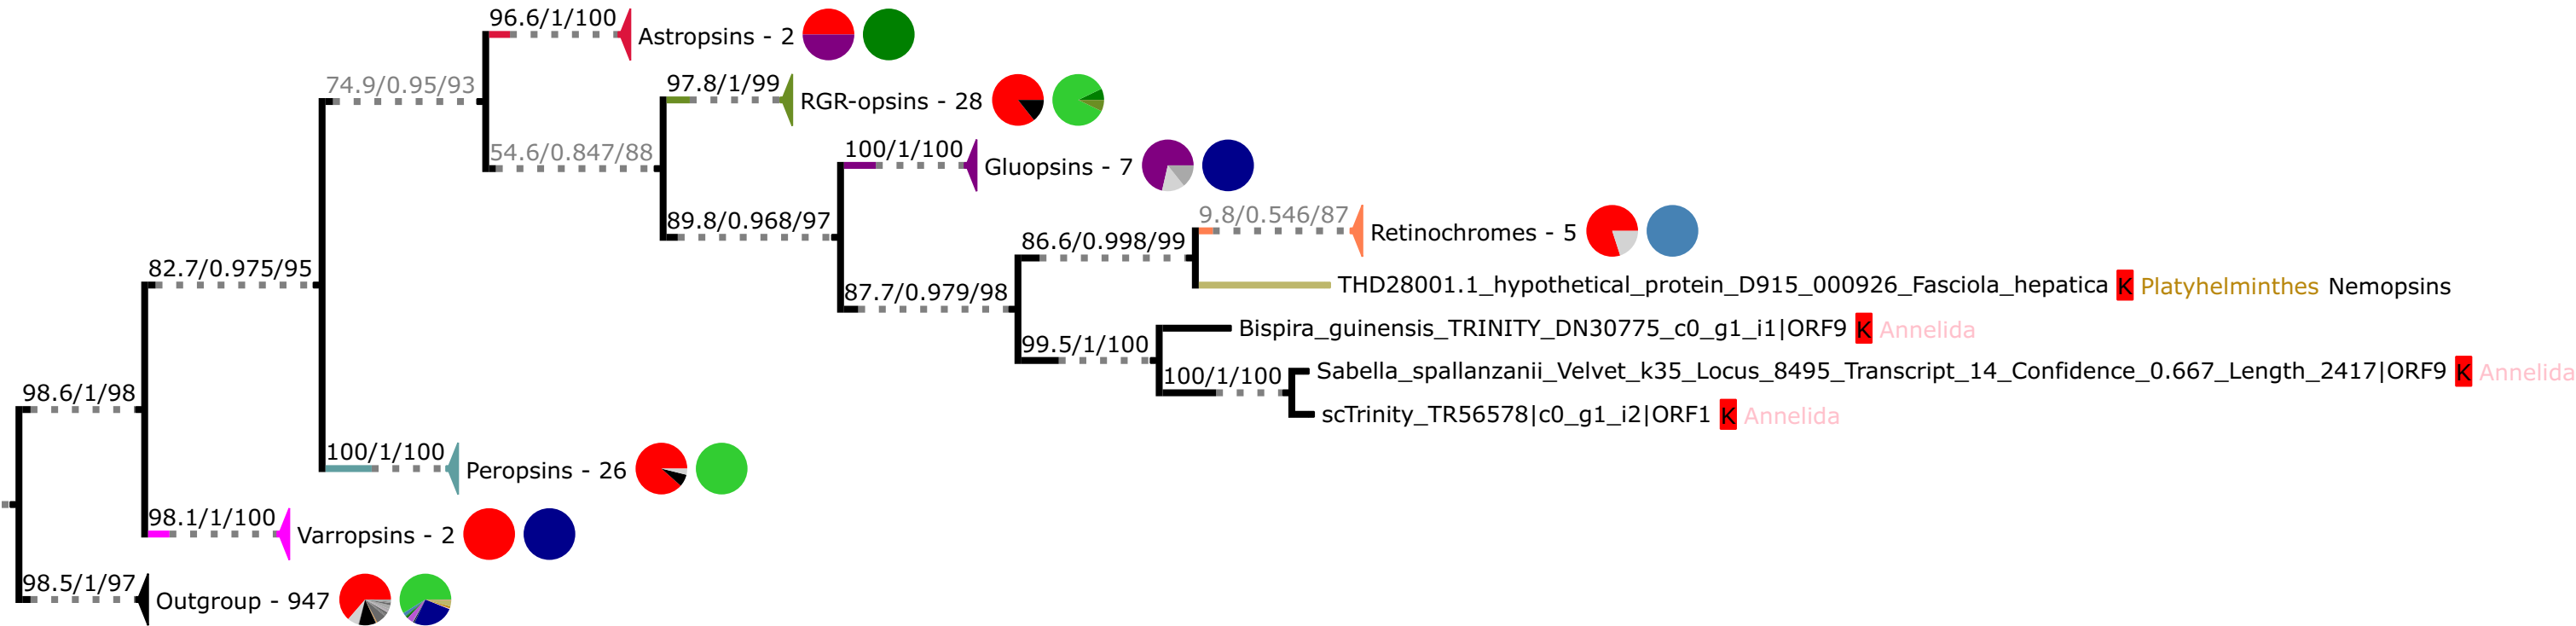 96.6/1/100
Astropsins - 2
74.9/0.95/93
97.8/1/99
RGR-opsins - 28
54.6/0.847/88
100/1/100
Gluopsins - 7
89.8/0.968/97
9.8/0.546/87
Retinochromes - 5
86.6/0.998/99
82.7/0.975/95
THD28001.1_hypothetical_protein_D915_000926_Fasciola_hepatica K Platyhelminthes Nemopsins
87.7/0.979/98
Bispira_guinensis_TRINITY_DN30775_c0_g1_i1|ORF9 K Annelida
99.5/1/100
Sabella_spallanzanii_Velvet_k35_Locus_8495_Transcript_14_Confidence_0.667_Length_2417|ORF9 K Annelida
100/1/100
98.6/1/98
scTrinity_TR56578|c0_g1_i2|ORF1 K Annelida
100/1/100
Peropsins - 26
98.1/1/100
Varropsins - 2
98.5/1/97
Outgroup - 947